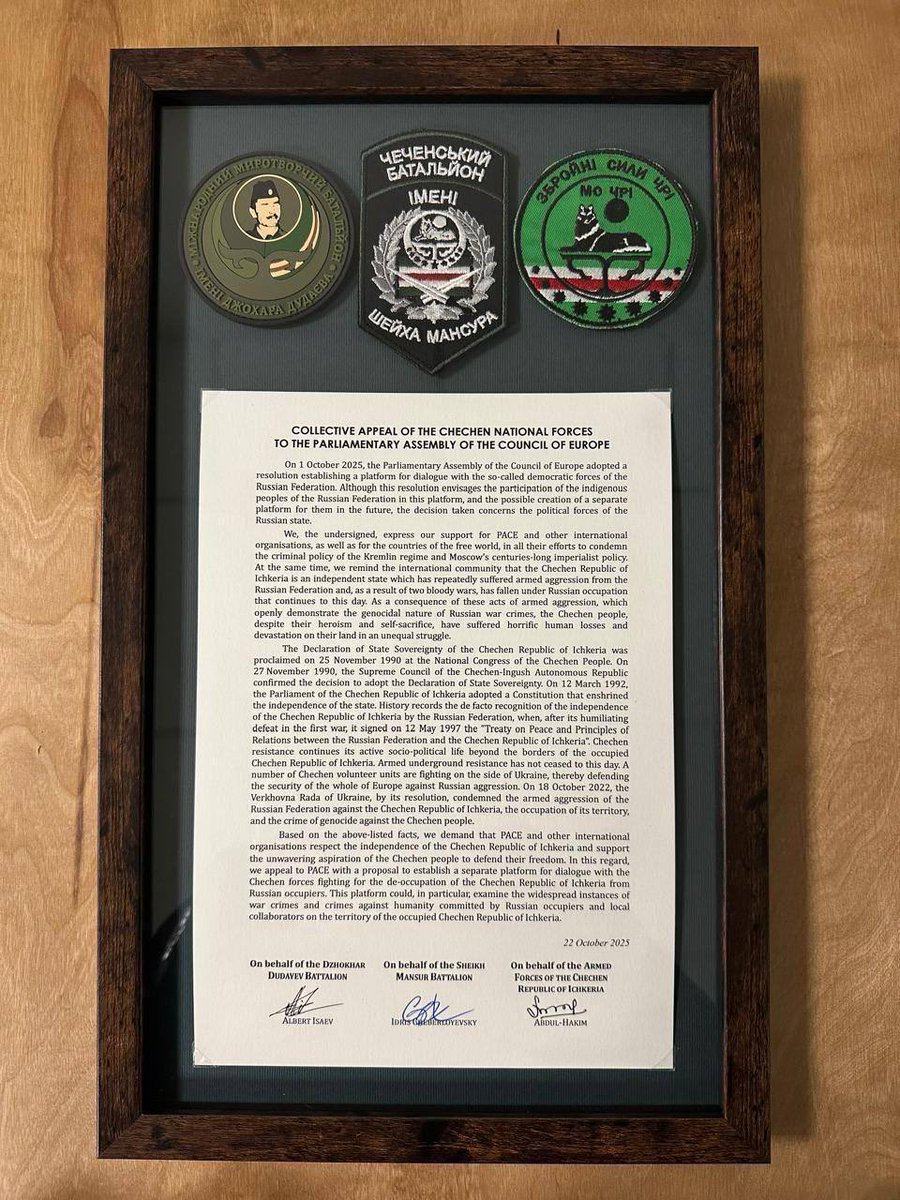 • МІЖНАРОДНИЙ МИРОТВОРЧИЙ БАТАЛЬЙОН •
ІМЕНІ ДЖОХАРА ДУДАЄВА
ЧЕЧЕНСЬКИЙ
БАТАЛЬЙОН
ІМЕНІ
ШЕЙХА МАНСУРА
ЗБРОЙНІ СИЛИ ЧРІ
МО ЧРІ
COLLECTIVE APPEAL OF THE CHECHEN NATIONAL FORCES
TO THE PARLIAMENTARY ASSEMBLY OF THE COUNCIL OF EUROPE
On 1 October 2025, the Parliamentary Assembly of the Council of Europe adopted a
resolution establishing a platform for dialogue with the so-called democratic forces of the
Russian Federation. Although this resolution envisages the participation of the indigenous
peoples of the Russian Federation in this platform, and the possible creation of a separate
platform for them in the future, the decision taken concerns the political forces of the
Russian state.
We, the undersigned, express our support for PACE and other international
organisations, as well as for the countries of the free world, in all their efforts to condemn
the criminal policy of the Kremlin regime and Moscow's centuries-long imperialist policy.
At the same time, we remind the international community that the Chechen Republic of
Ichkeria is an independent state which has repeatedly suffered armed aggression from the
Russian Federation and, as a result of two bloody wars, has fallen under Russian occupation
that continues to this day. As a consequence of these acts of armed aggression, which
openly demonstrate the genocidal nature of Russian war crimes, the Chechen people,
despite their heroism and self-sacrifice, have suffered horrific human losses and
devastation on their land in an unequal struggle.
The Declaration of State Sovereignty of the Chechen Republic of Ichkeria was
proclaimed on 25 November 1990 at the National Congress of the Chechen People. On
27 November 1990, the Supreme Council of the Chechen-Ingush Autonomous Republic
confirmed the decision to adopt the Declaration of State Sovereignty. On 12 March 1992,
the Parliament of the Chechen Republic of Ichkeria adopted a Constitution that enshrined
the independence of the state. History records the de facto recognition of the independence
of the Chechen Republic of Ichkeria by the Russian Federation, when, after its humiliating
defeat in the first war, it signed on 12 May 1997 the "Treaty on Peace and Principles of
Relations between the Russian Federation and the Chechen Republic of Ichkeria". Chechen
resistance continues its active socio-political life beyond the borders of the occupied
Chechen Republic of Ichkeria. Armed underground resistance has not ceased to this day. A
number of Chechen volunteer units are fighting on the side of Ukraine, thereby defending
the security of the whole of Europe against Russian aggression. On 18 October 2022, the
Verkhovna Rada of Ukraine, by its resolution, condemned the armed aggression of the
Russian Federation against the Chechen Republic of Ichkeria, the occupation of its territory,
and the crime of genocide against the Chechen people.
Based on the above-listed facts, we demand that PACE and other international
organisations respect the independence of the Chechen Republic of Ichkeria and support
the unwavering aspiration of the Chechen people to defend their freedom. In this regard,
we appeal to PACE with a proposal to establish a separate platform for dialogue with the
Chechen forces fighting for the de-occupation of the Chechen Republic of Ichkeria from
Russian occupiers. This platform could, in particular, examine the widespread instances of
war crimes and crimes against humanity committed by Russian occupiers and local
collaborators on the territory of the occupied Chechen Republic of Ichkeria.
22 October 2025
On behalf of the DZHOKHAR
DUDAYEV BATTALION
ALBERT ISAEV
On behalf of the SHEIKH
MANSUR BATTALION
IDRIS CHEBERLOYEVSKY
On behalf of the ARMED
FORCES OF THE CHECHEN
REPUBLIC OF ICHKERIA
ABDUL-HAKIM